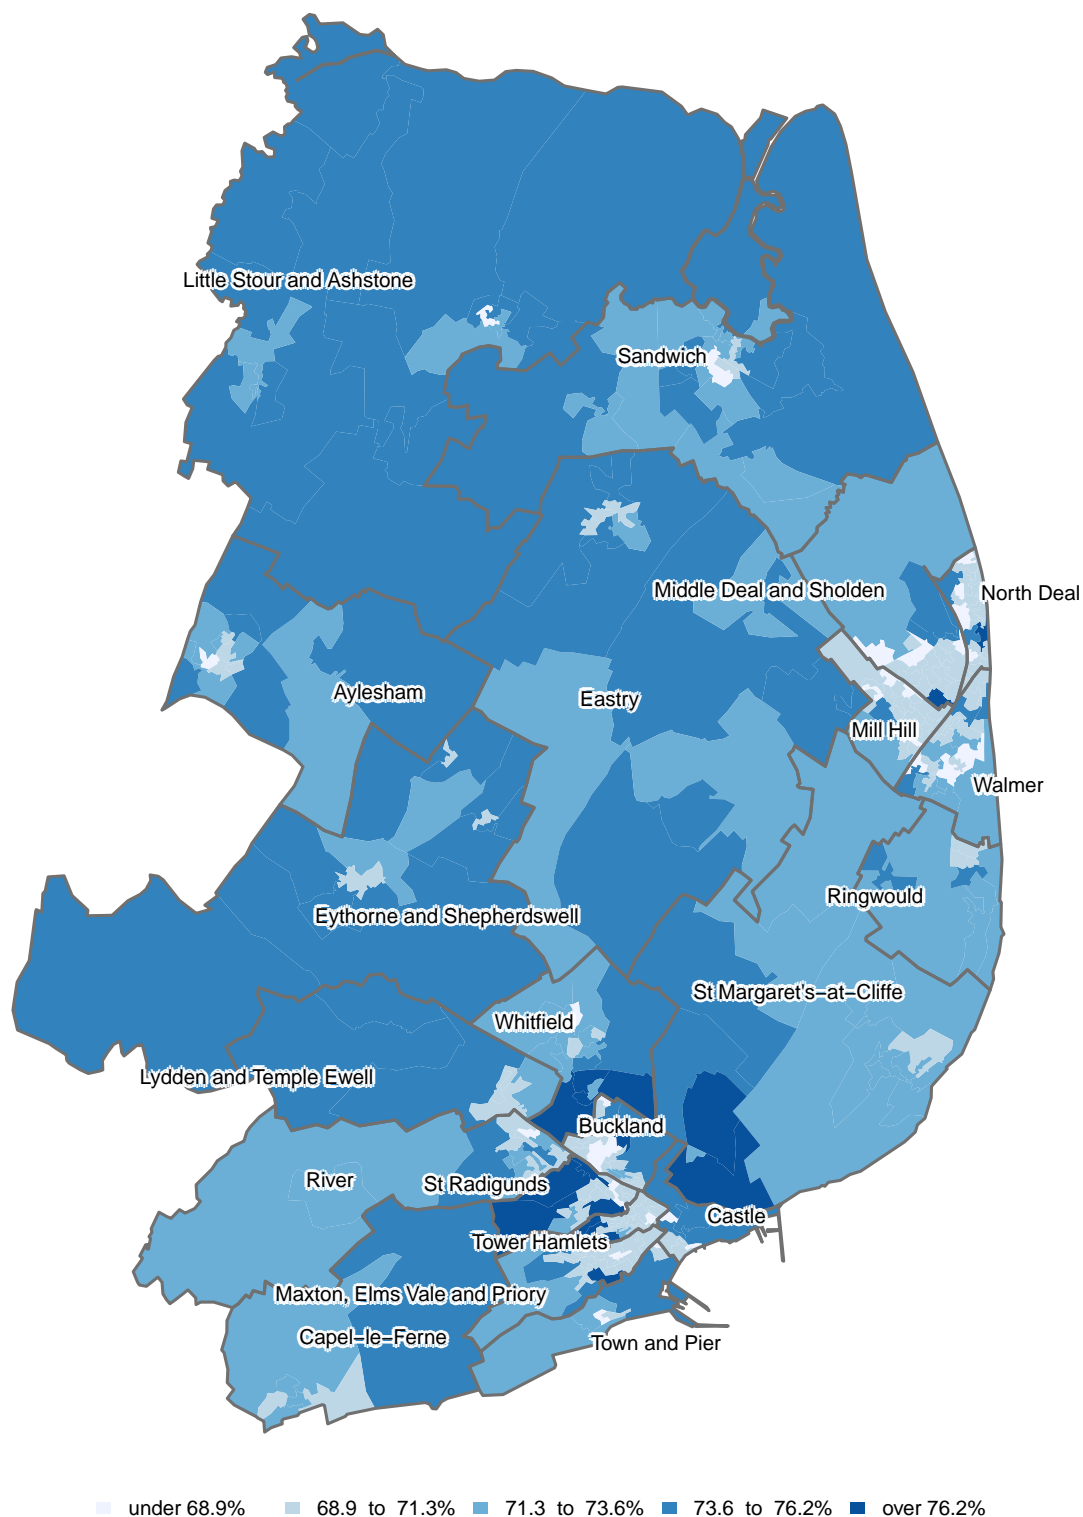 Little Stour and Ashstone
Sandwich
Middle Deal and Sholden
North Deal
Aylesham
Eastry
Mill Hill
Walmer
Ringwould
Eythorne and Shepherdswell
St Margaret's−at−Cliffe
Whitfield
Lydden and Temple Ewell
Buckland
River
St Radigunds
Castle
Tower Hamlets
Maxton, Elms Vale and Priory
Capel−le−Ferne
Town and Pier
under 68.9% 68.9 to 71.3% 71.3 to 73.6% 73.6 to 76.2% over 76.2%